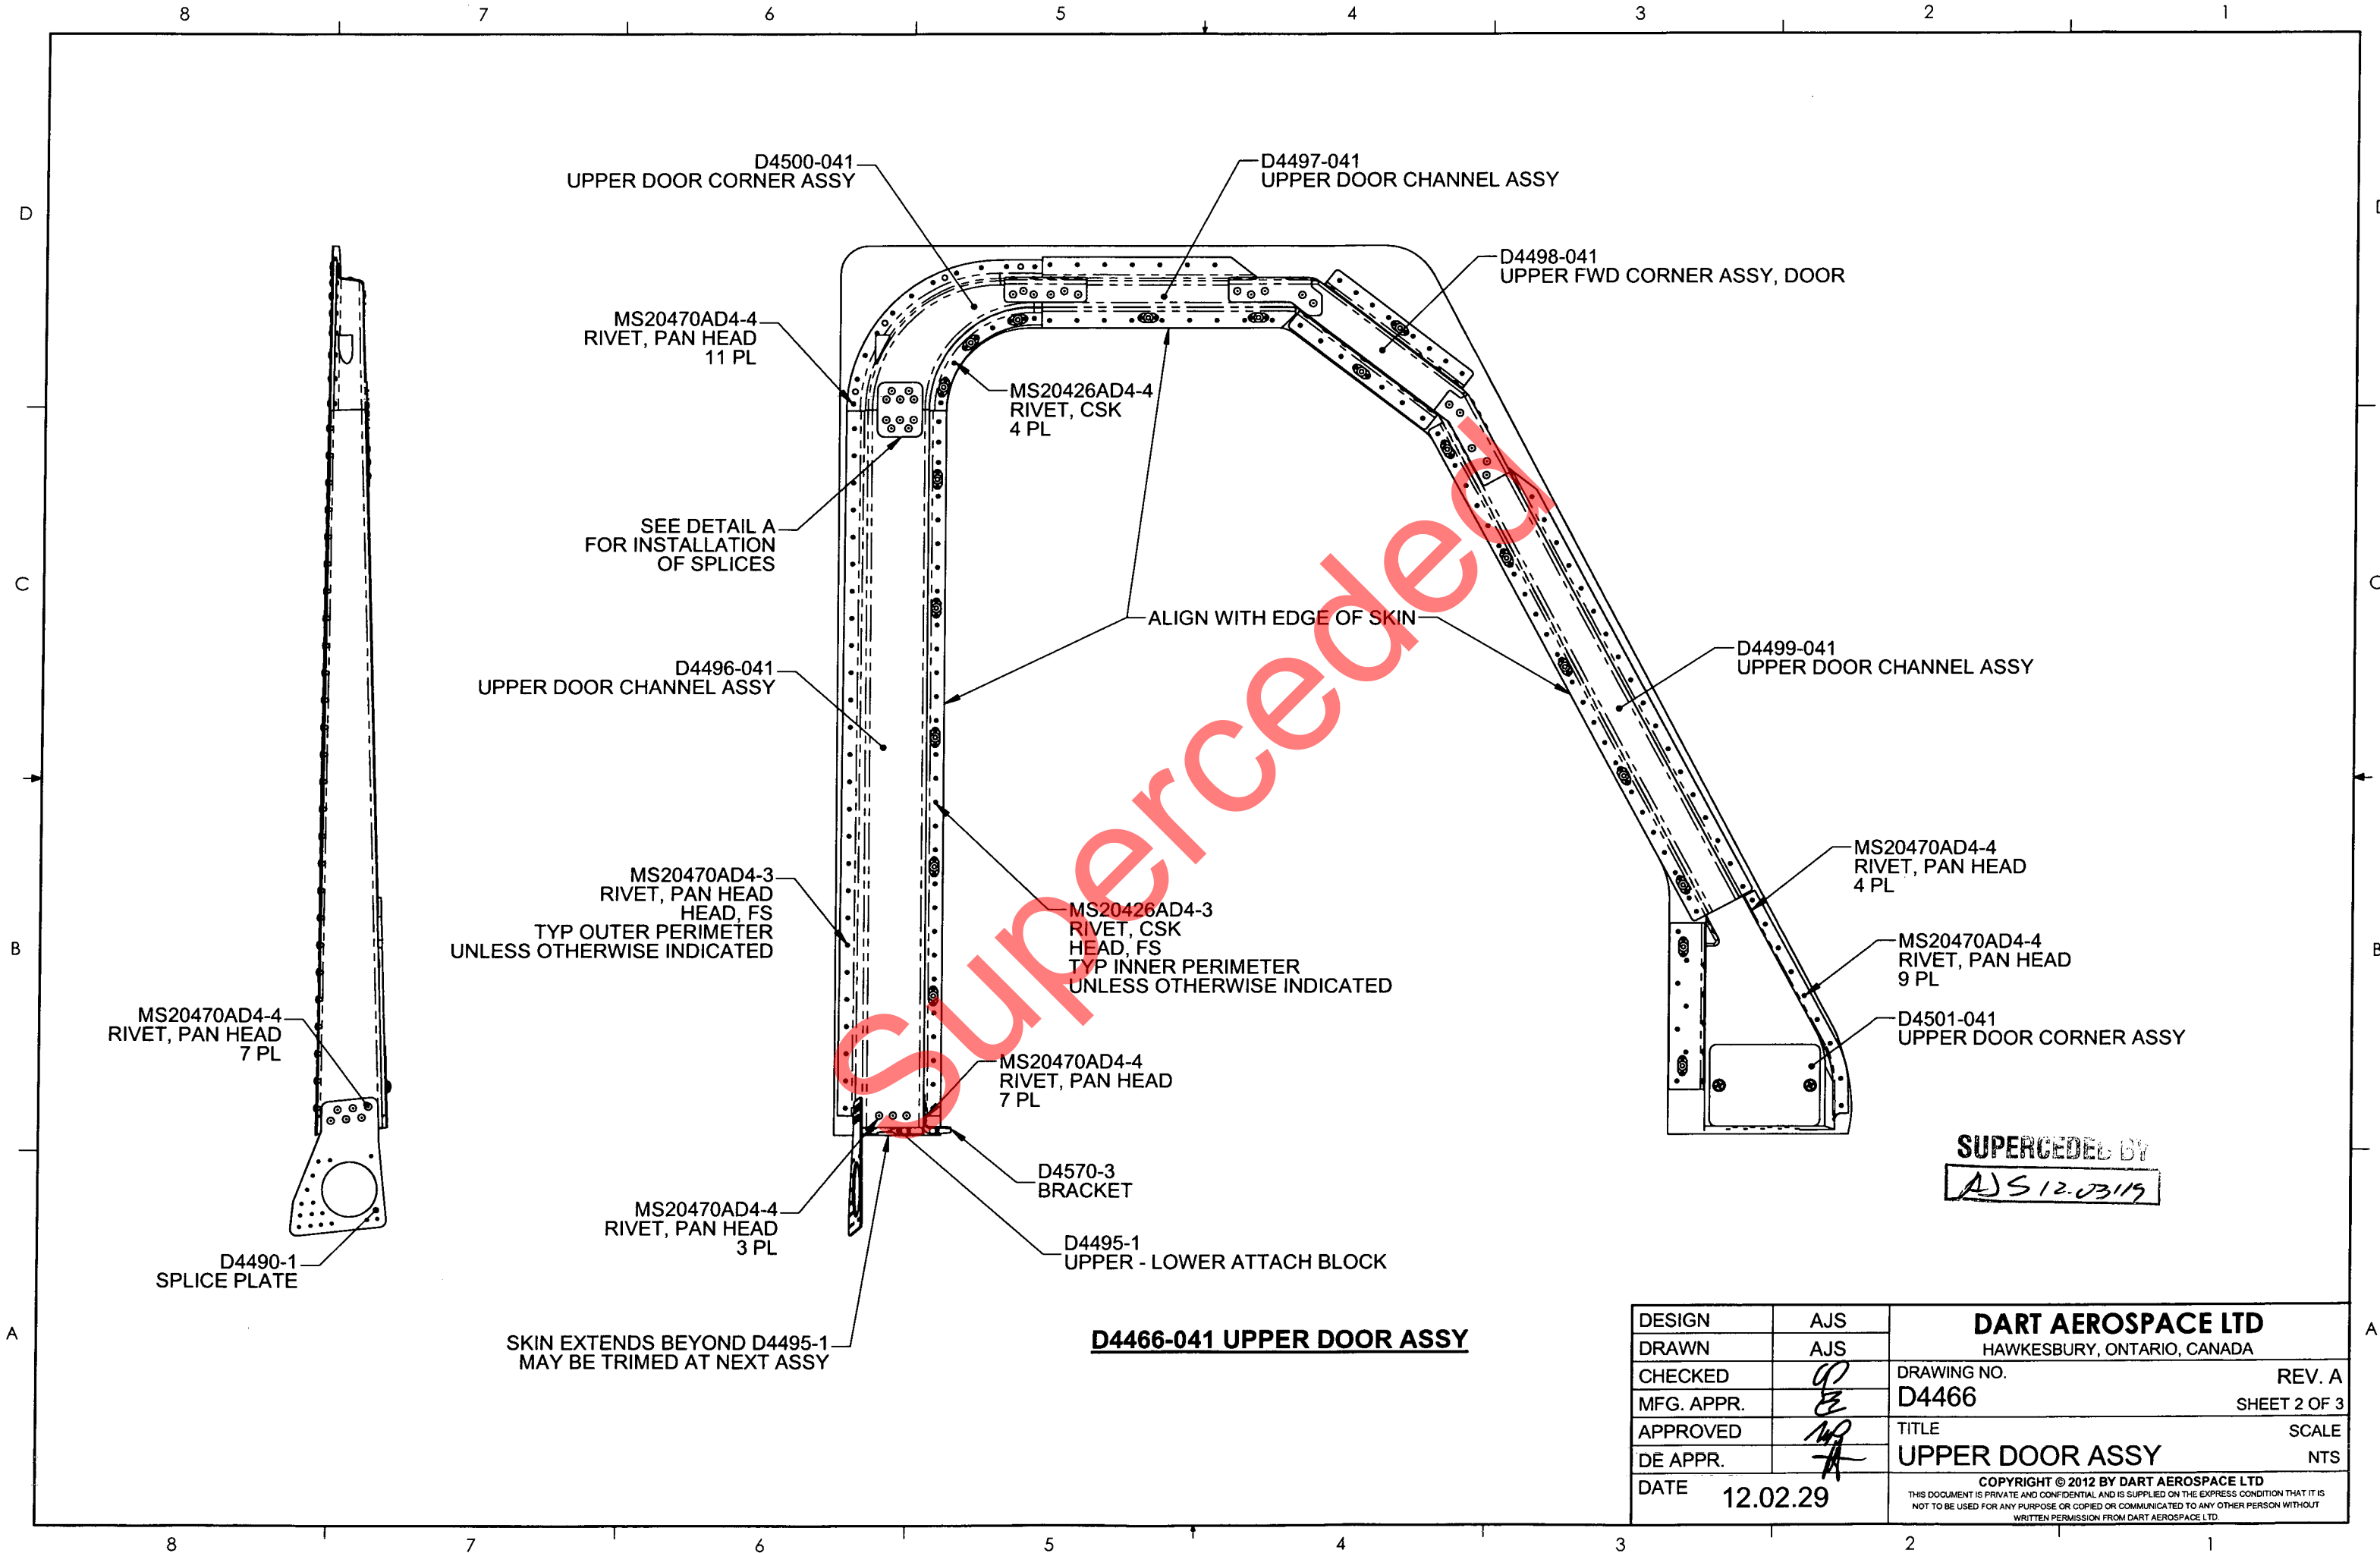 8 7 6 5 4 3 2 1
D
C
B
A
D4500-041
UPPER DOOR CORNER ASSY
D4497-041
UPPER DOOR CHANNEL ASSY
D4498-041
UPPER FWD CORNER ASSY, DOOR
MS20470AD4-4
RIVET, PAN HEAD
11 PL
MS20426AD4-4
RIVET, CSK
4 PL
SEE DETAIL A
FOR INSTALLATION
OF SPLICES
ALIGN WITH EDGE OF SKIN
D4496-041
UPPER DOOR CHANNEL ASSY
D4499-041
UPPER DOOR CHANNEL ASSY
MS20470AD4-3
RIVET, PAN HEAD
HEAD, FS
TYP OUTER PERIMETER
UNLESS OTHERWISE INDICATED
MS20426AD4-3
RIVET, CSK
HEAD, FS
TYP INNER PERIMETER
UNLESS OTHERWISE INDICATED
MS20470AD4-4
RIVET, PAN HEAD
4 PL
MS20470AD4-4
RIVET, PAN HEAD
9 PL
D4501-041
UPPER DOOR CORNER ASSY
MS20470AD4-4
RIVET, PAN HEAD
7 PL
MS20470AD4-4
RIVET, PAN HEAD
7 PL
D4570-3
BRACKET
MS20470AD4-4
RIVET, PAN HEAD
3 PL
D4495-1
UPPER - LOWER ATTACH BLOCK
D4490-1
SPLICE PLATE
SKIN EXTENDS BEYOND D4495-1
MAY BE TRIMED AT NEXT ASSY
Superceded
SUPERCEDED BY
AJS 12.03.19
D4466-041 UPPER DOOR ASSY
DESIGN AJS
DRAWN AJS
CHECKED
MFG. APPR.
APPROVED
DE APPR.
DATE 12.02.29
DART AEROSPACE LTD
HAWKESBURY, ONTARIO, CANADA
DRAWING NO. REV. A
D4466 SHEET 2 OF 3
TITLE SCALE
UPPER DOOR ASSY NTS
COPYRIGHT © 2012 BY DART AEROSPACE LTD
THIS DOCUMENT IS PRIVATE AND CONFIDENTIAL AND IS SUPPLIED ON THE EXPRESS CONDITION THAT IT IS
NOT TO BE USED FOR ANY PURPOSE OR COPIED OR COMMUNICATED TO ANY OTHER PERSON WITHOUT
WRITTEN PERMISSION FROM DART AEROSPACE LTD.
8 7 6 5 4 3 2 1
D
C
B
A